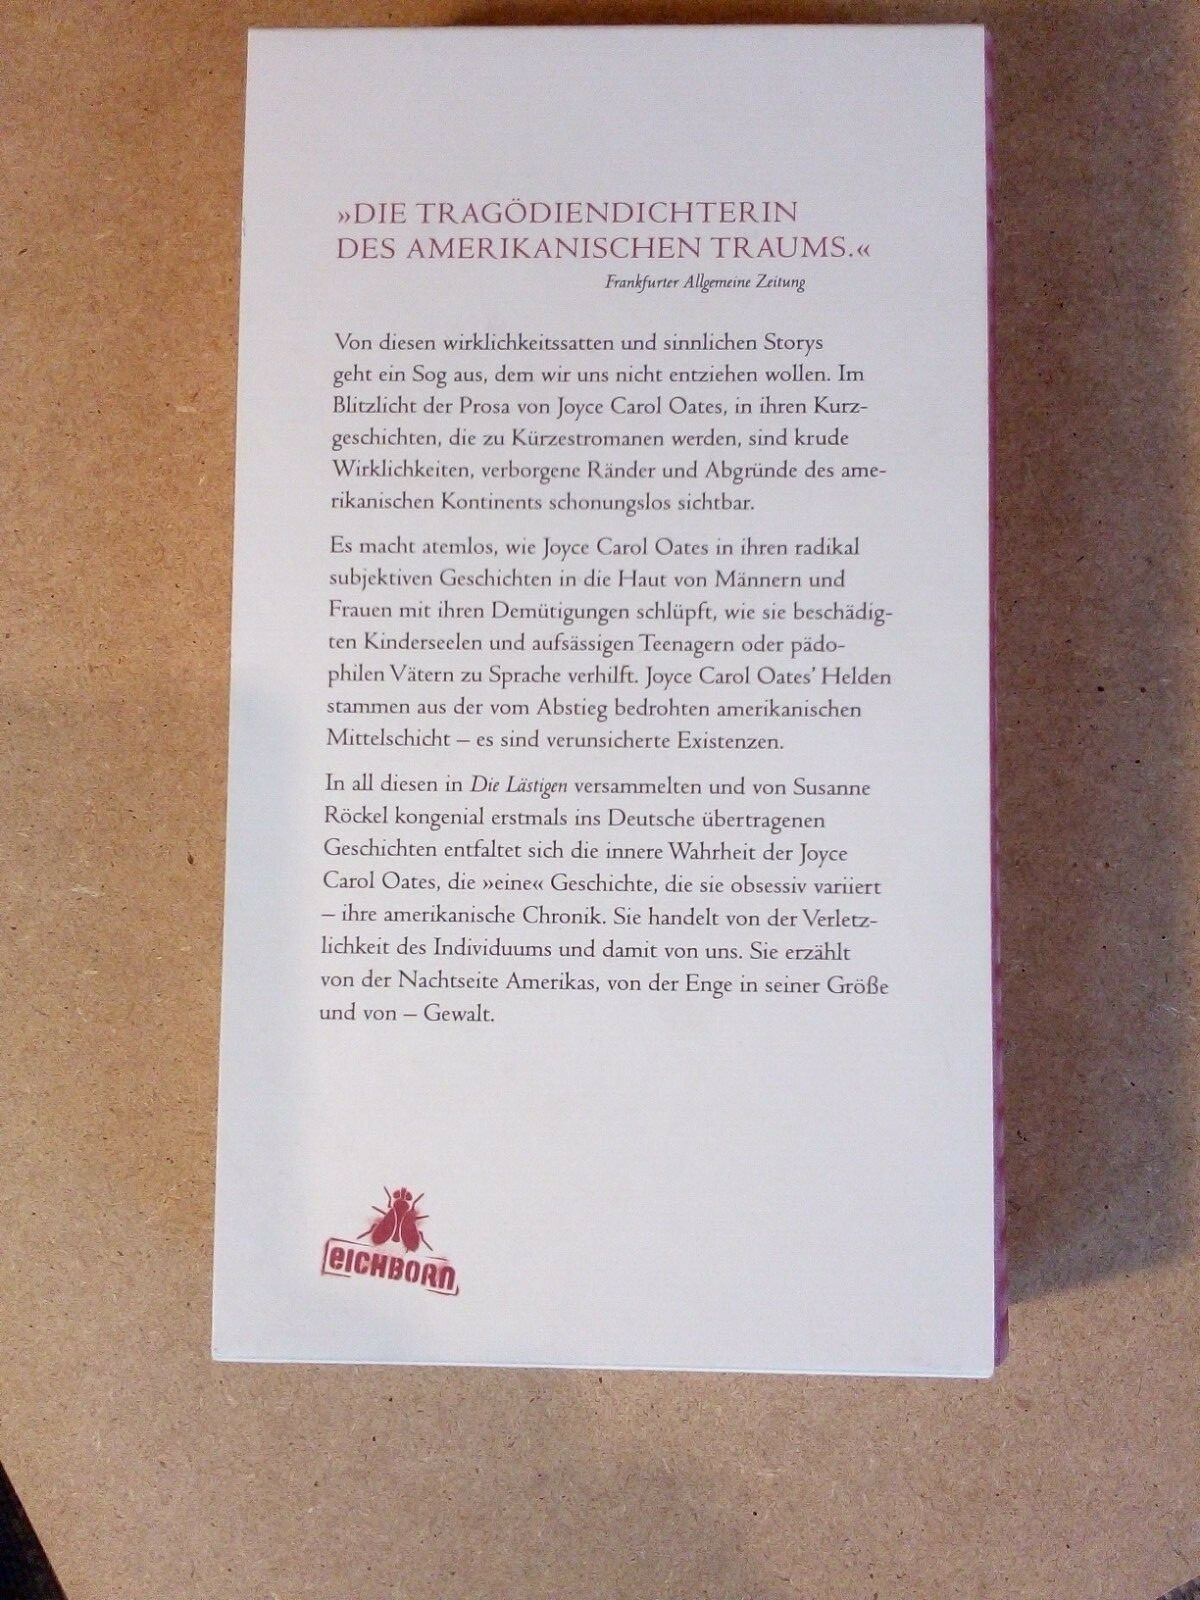 »DIE TRAGÖDIENDICHTERIN
DES AMERIKANISCHEN TRAUMS.«
Frankfurter Allgemeine Zeitung
Von diesen wirklichkeitssatten und sinnlichen Storys
geht ein Sog aus, dem wir uns nicht entziehen wollen. Im
Blitzlicht der Prosa von Joyce Carol Oates, in ihren Kurz-
geschichten, die zu Kürzestromanen werden, sind krude
Wirklichkeiten, verborgene Ränder und Abgründe des ame-
rikanischen Kontinents schonungslos sichtbar.
Es macht atemlos, wie Joyce Carol Oates in ihren radikal
subjektiven Geschichten in die Haut von Männern und
Frauen mit ihren Demütigungen schlüpft, wie sie beschädig-
ten Kinderseelen und aufsässigen Teenagern oder pädo-
philen Vätern zu Sprache verhilft. Joyce Carol Oates’ Helden
stammen aus der vom Abstieg bedrohten amerikanischen
Mittelschicht – es sind verunsicherte Existenzen.
In all diesen in Die Lästigen versammelten und von Susanne
Röckel kongenial erstmals ins Deutsche übertragenen
Geschichten entfaltet sich die innere Wahrheit der Joyce
Carol Oates, die »eine« Geschichte, die sie obsessiv variiert
– ihre amerikanische Chronik. Sie handelt von der Verletz-
lichkeit des Individuums und damit von uns. Sie erzählt
von der Nachtseite Amerikas, von der Enge in seiner Größe
und von – Gewalt.
eICHBORN